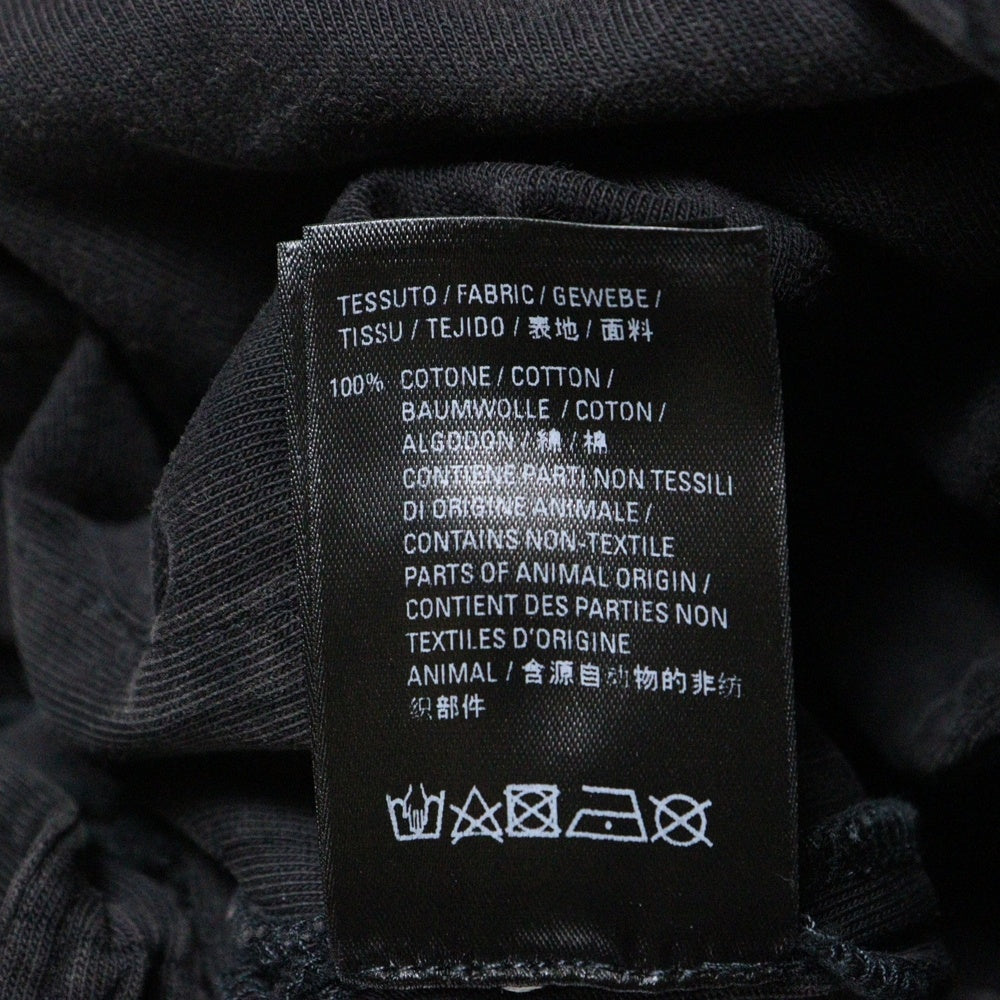 TESSUTO / FABRIC / GEWEBE /
TISSU / TEJIDO / 表地 / 面料
100% COTONE / COTTON /
BAUMWOLLE / COTON /
ALGODON / 綿 / 棉
CONTIENE PARTI NON TESSILI
DI ORIGINE ANIMALE /
CONTAINS NON-TEXTILE
PARTS OF ANIMAL ORIGIN /
CONTIENT DES PARTIES NON
TEXTILES D'ORIGINE
ANIMAL / 含源自动物的非纺
织部件